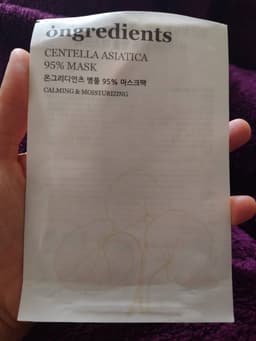 ongredients
CENTELLA ASIATICA
95% MASK
온그리디언츠 병풀 95% 마스크팩
CALMING & MOISTURIZING